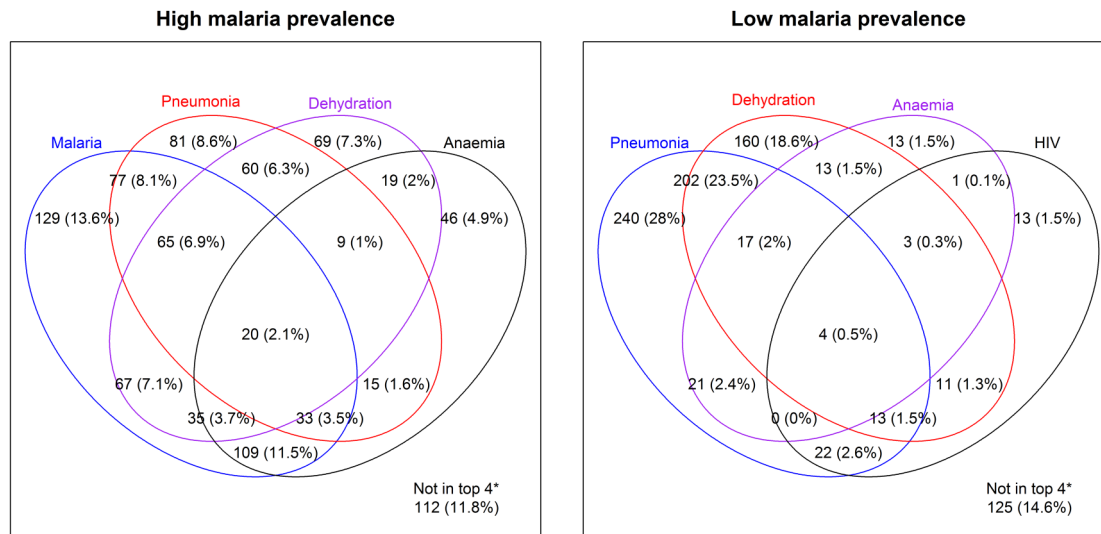 High malaria prevalence
Pneumonia
Dehydration
Malaria
Anaemia
81 (8.6%)
69 (7.3%)
77 (8.1%)
60 (6.3%)
19 (2%)
129 (13.6%)
46 (4.9%)
65 (6.9%)
9 (1%)
20 (2.1%)
67 (7.1%)
15 (1.6%)
35 (3.7%)
33 (3.5%)
109 (11.5%)
Not in top 4*
112 (11.8%)
Low malaria prevalence
Dehydration
Anaemia
Pneumonia
HIV
160 (18.6%)
13 (1.5%)
202 (23.5%)
13 (1.5%)
1 (0.1%)
240 (28%)
13 (1.5%)
17 (2%)
3 (0.3%)
4 (0.5%)
21 (2.4%)
11 (1.3%)
0 (0%)
13 (1.5%)
22 (2.6%)
Not in top 4*
125 (14.6%)